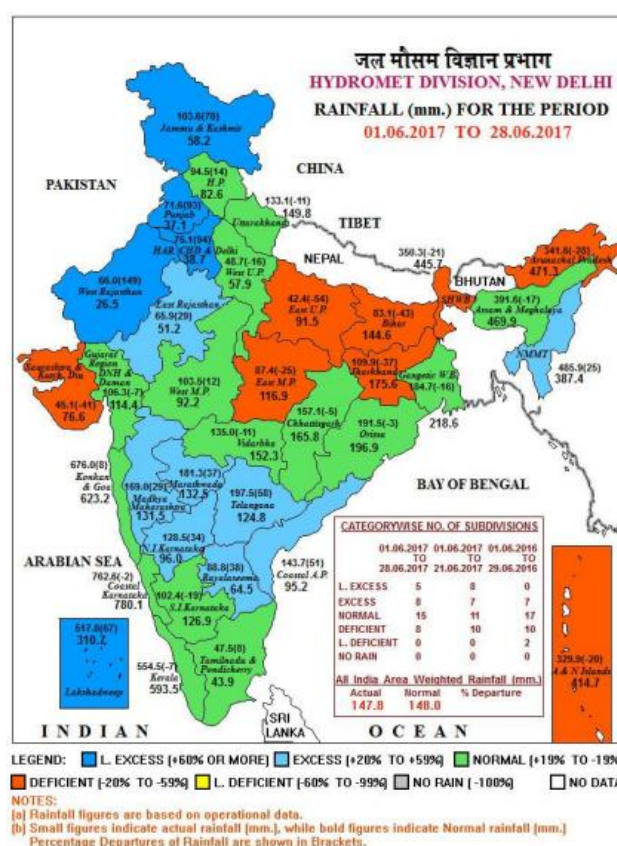 जल मौसम विज्ञान प्रभाग
HYDROMET DIVISION, NEW DELHI
RAINFALL (mm.) FOR THE PERIOD
01.06.2017 TO 28.06.2017
103.6(78)
Jammu & Kashmir
58.2
CHINA
94.5(14)
H.P.
82.6
PAKISTAN
71.6(93)
Punjab
37.1
133.1(-11)
149.8
Uttarakhand
TIBET
75.1(94)
HAR. CHD & Delhi
38.7
48.7(-16)
West U.P.
57.9
NEPAL
350.3(-21)
445.7
BHUTAN
Arunachal Pradesh
471.3
66.0(149)
West Rajasthan
26.5
East Rajasthan
65.9(29)
51.2
42.4(-54)
East U.P.
91.5
83.1(-43)
Bihar
144.6
SHWB
391.6(-17)
Assam & Meghalaya
469.9
NMMT
485.9(25)
387.4
Saurashtra &
Kutch, Diu
45.1(-41)
76.6
Gujarat
Region
DNH &
Daman
106.3(-7)
114.4
103.5(12)
West M.P.
92.2
87.4(-25)
East M.P.
116.9
109.9(-37)
Jharkhand
175.6
Gangetic W.B.
184.7(-16)
218.6
157.1(-5)
Chhattisgarh
165.8
191.5(-3)
Orissa
196.9
135.0(-11)
Vidarbha
152.3
676.0(8)
Konkan
& Goa
623.2
169.0(29)
Madhya
Maharashtra
131.5
181.3(37)
Marathwada
132.5
197.5(58)
Telangana
124.8
BAY OF BENGAL
ARABIAN SEA
128.5(34)
N.I.Karnataka
96.0
88.8(38)
Rayalaseema
64.5
143.7(51)
Coastal A.P.
95.2
762.6(-2)
Coastal
Karnataka
780.1
102.4(-19)
S.I.Karnataka
126.9
517.8(67)
310.7
Lakshadweep
554.5(-7)
Kerala
593.5
47.5(8)
Tamilnadu &
Pondicherry
43.9
329.9(-20)
A & N Islands
414.7
CATEGORYWISE NO. OF SUBDIVISIONS
01.06.2017 01.06.2017 01.06.2016
TO TO TO
28.06.2017 21.06.2017 29.06.2016
L. EXCESS 5 8 0
EXCESS 8 7 7
NORMAL 15 11 17
DEFICIENT 8 10 10
L. DEFICIENT 0 0 2
NO RAIN 0 0 0
All India Area Weighted Rainfall (mm.)
Actual Normal % Departure
147.8 148.0
INDIAN OCEAN
SRI
LANKA
LEGEND: L. EXCESS (+60% OR MORE) EXCESS (+20% TO +59%) NORMAL (+19% TO -19%)
DEFICIENT (-20% TO -59%) L. DEFICIENT (-60% TO -99%) NO RAIN (-100%) NO DATA
NOTES:
(a) Rainfall figures are based on operational data.
(b) Small figures indicate actual rainfall (mm.), while bold figures indicate Normal rainfall (mm.)
Percentage Departures of Rainfall are shown in Brackets.